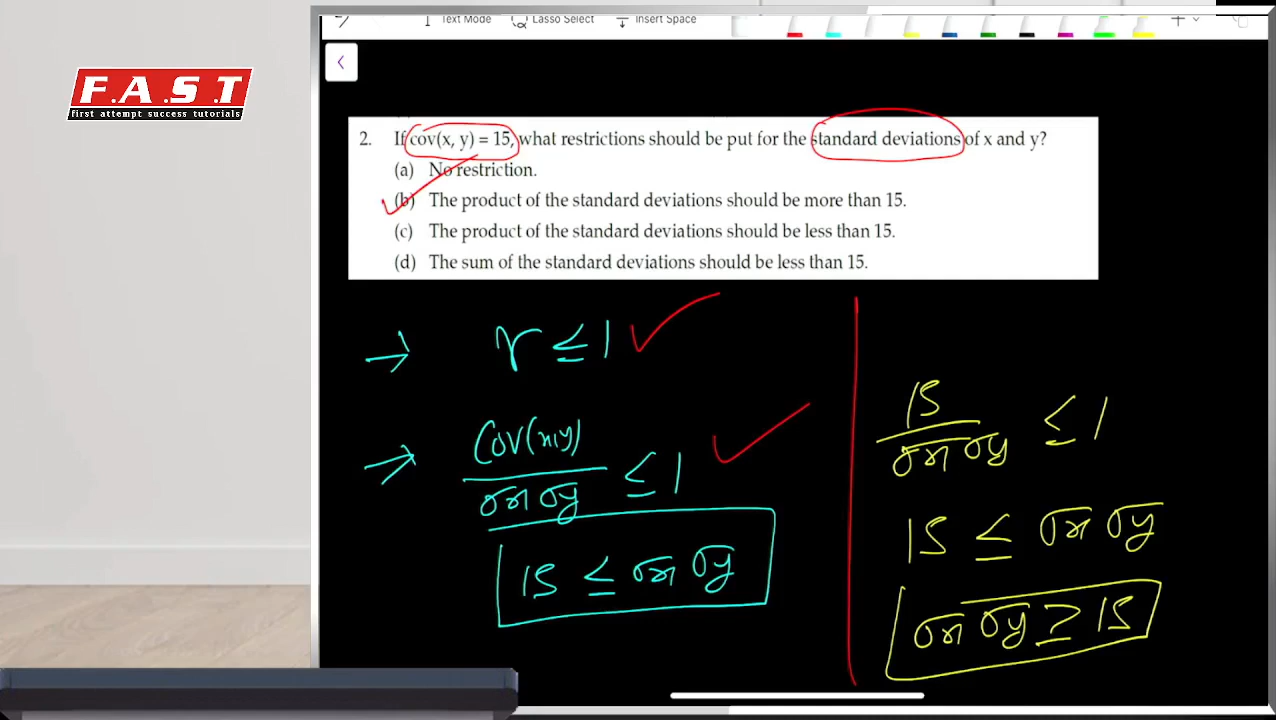 Text Mode Lasso Select Insert Space
F.A.S.T
first attempt success tutorials
2. If cov(x, y) = 15, what restrictions should be put for the standard deviations of x and y?
(a) No restriction.
(b) The product of the standard deviations should be more than 15.
(c) The product of the standard deviations should be less than 15.
(d) The sum of the standard deviations should be less than 15.
→ r ≤ 1
→ Cov(x,y) / σx σy ≤ 1
15 ≤ σx σy
15 / σx σy ≤ 1
15 ≤ σx σy
σx σy ≥ 15